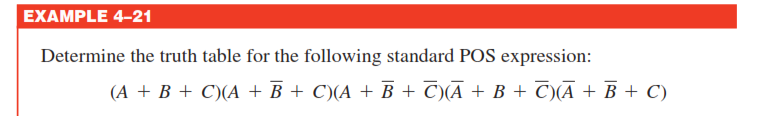 EXAMPLE 4–21
Determine the truth table for the following standard POS expression:
(A + B + C)(A + B̅ + C)(A + B̅ + C̅)(A̅ + B + C̅)(A̅ + B̅ + C)